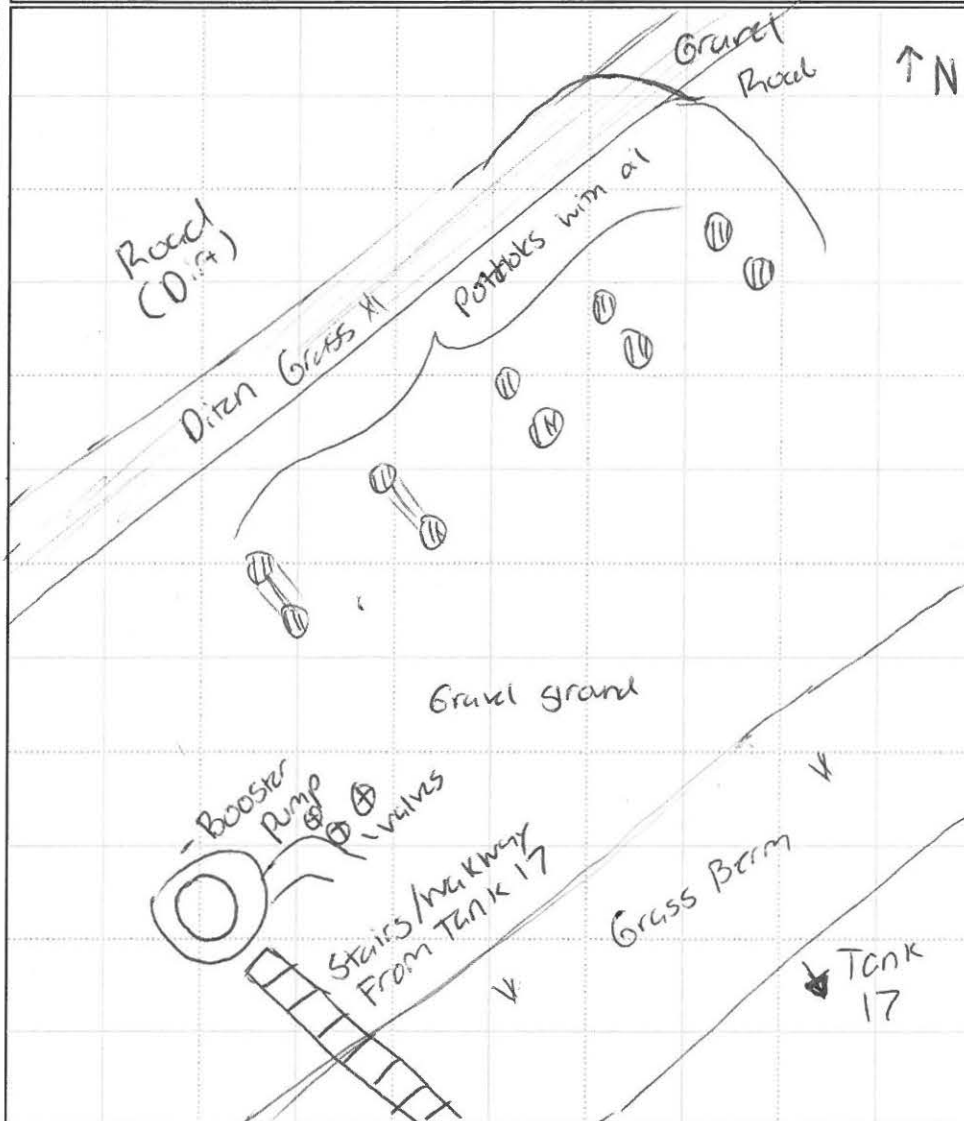 Gravel
Road
↑ N
Road
(Dirt)
Potholes with oil
Ditch Grass
Gravel ground
- Booster
pump
- valves
Stairs/walkway
From Tank 17
Grass Berm
Tank
17